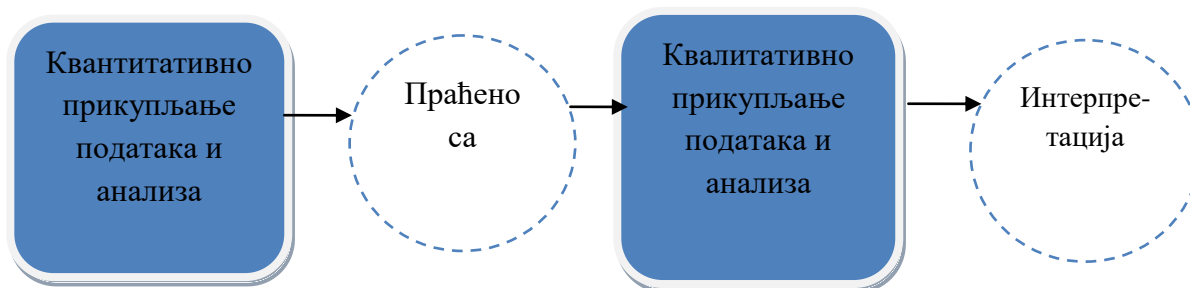 Квантитативно
прикупљање
података и
анализа
Праћено
са
Квалитативно
прикупљање
података и
анализа
Интерпре-
тација